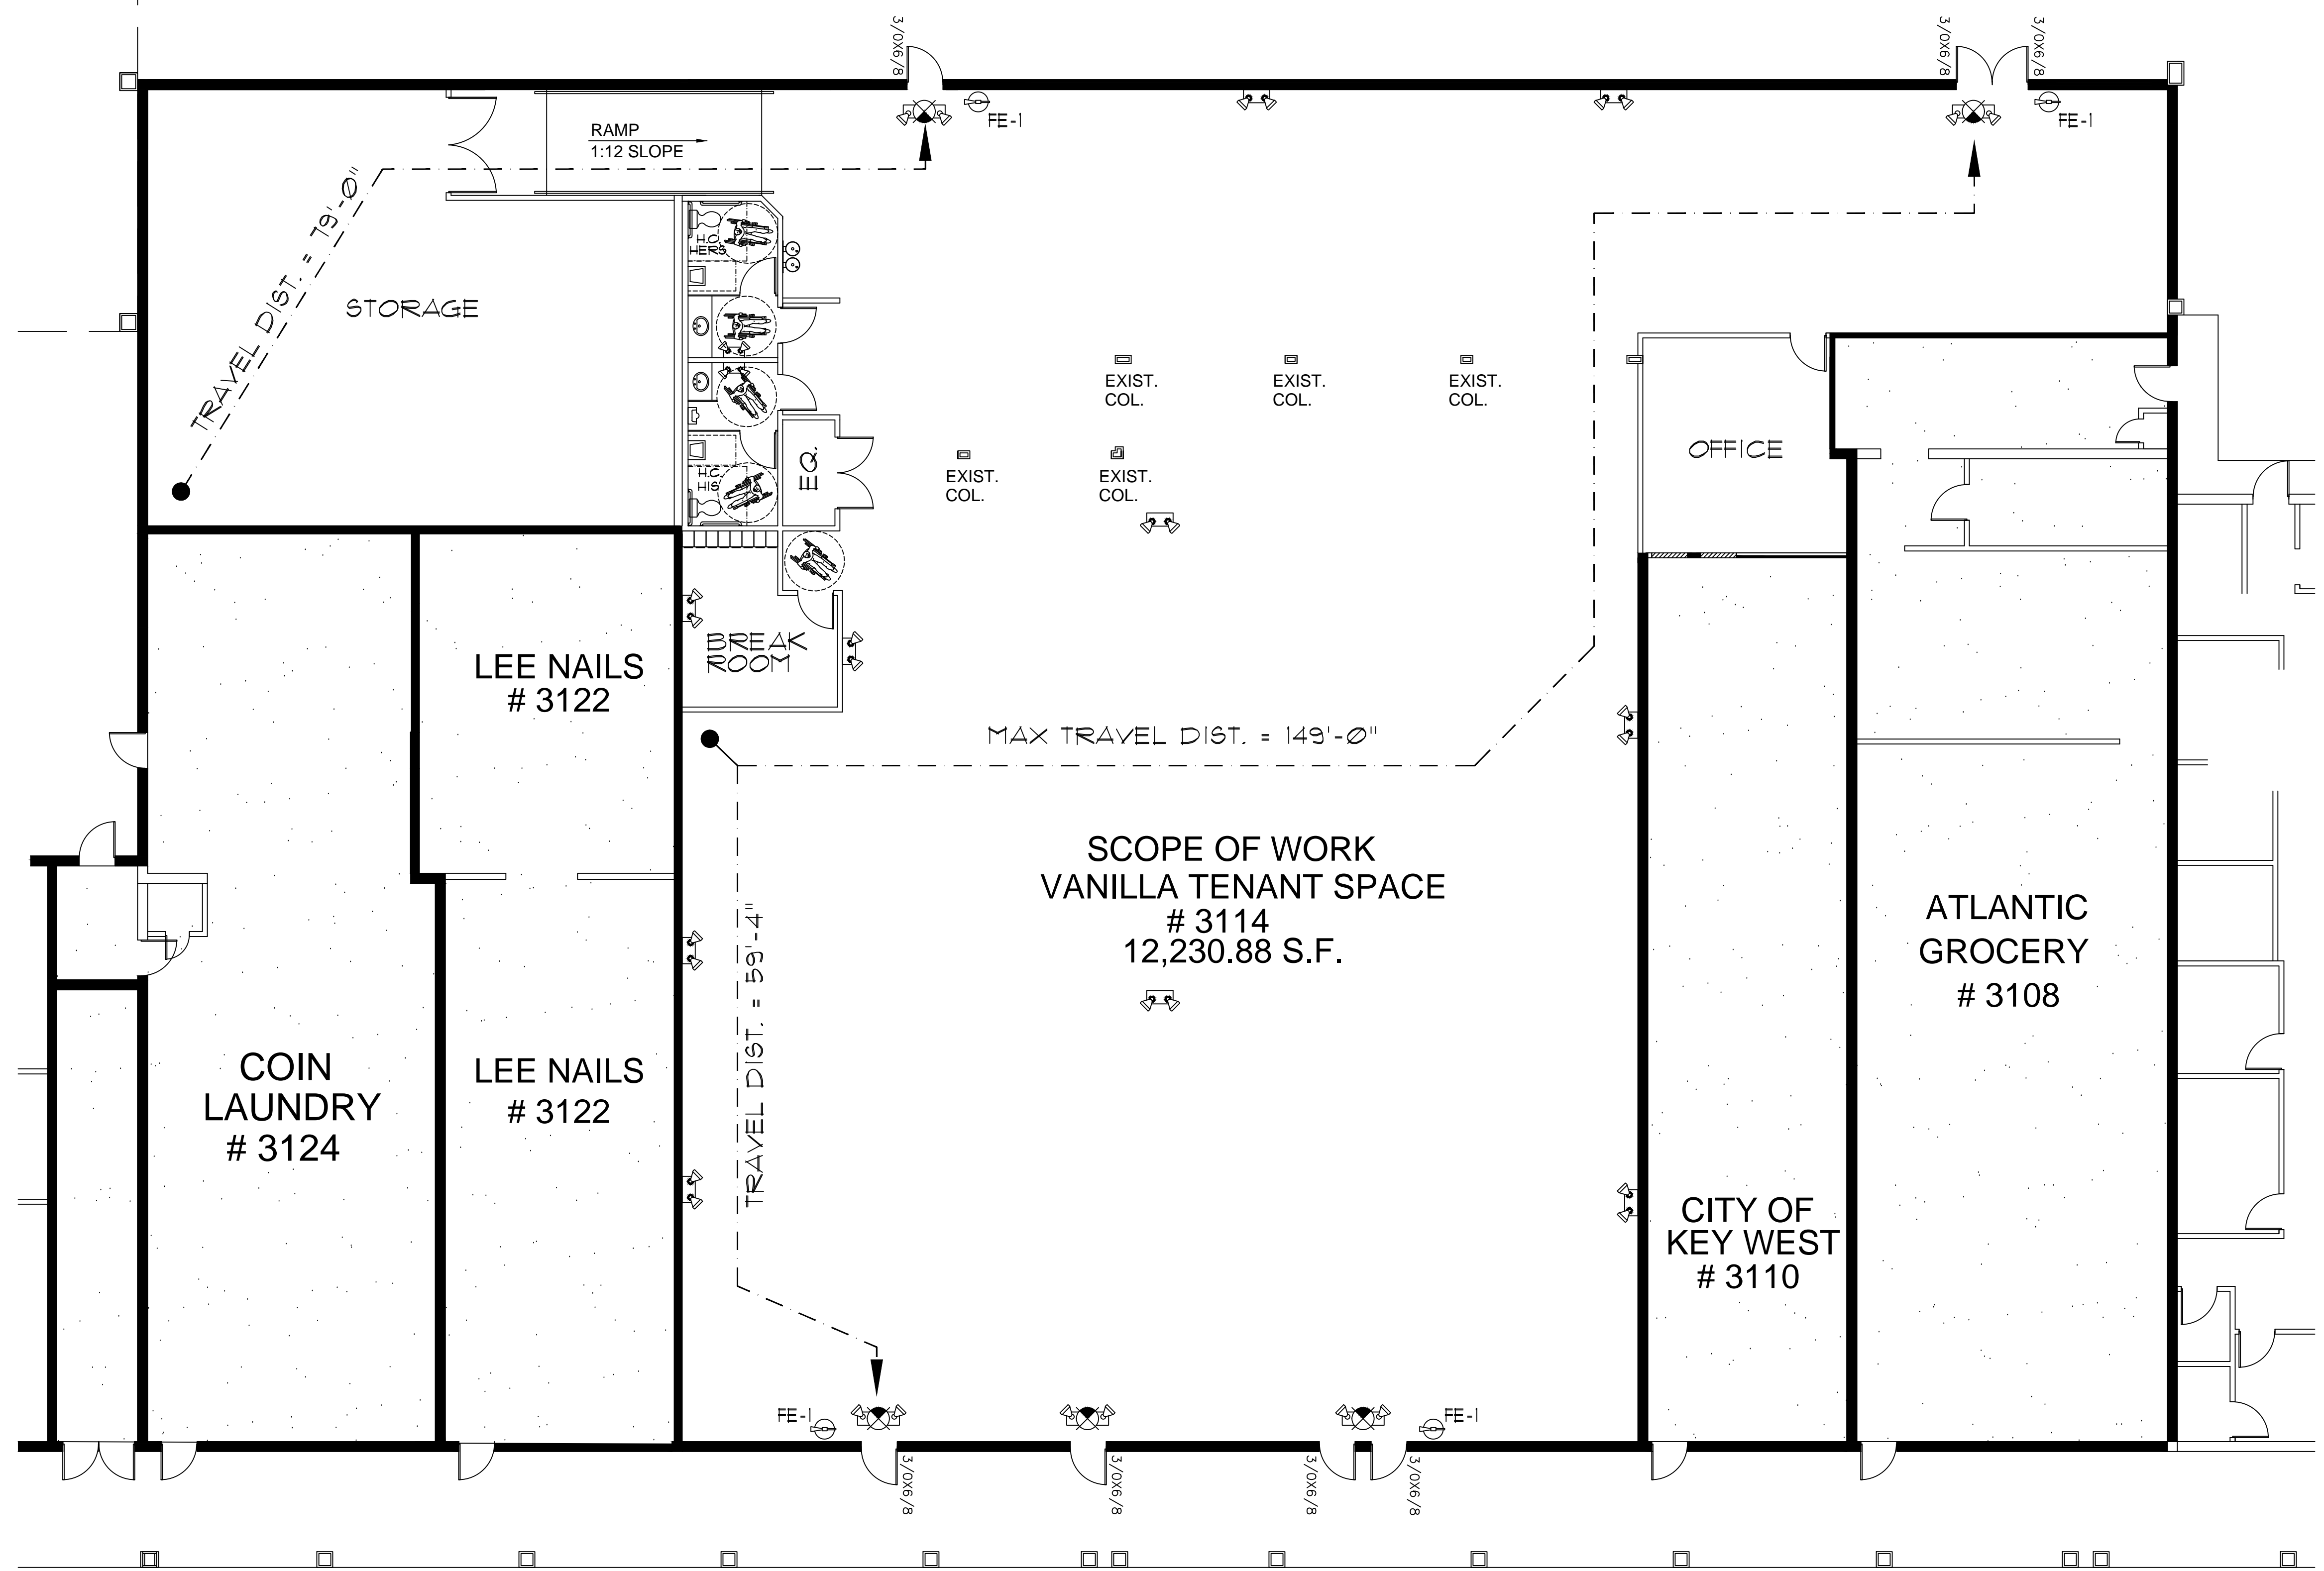 3/0X6/8
3/0X6/8
3/0X6/8
FE-1
FE-1
RAMP
1:12 SLOPE
TRAVEL DIST. = 79'-0"
STORAGE
H.C.
HERS
EXIST.
COL.
EXIST.
COL.
EXIST.
COL.
OFFICE
EQ.
H.C.
HIS
EXIST.
COL.
EXIST.
COL.
BREAK
ROOM
LEE NAILS
# 3122
MAX TRAVEL DIST. = 149'-0"
SCOPE OF WORK
VANILLA TENANT SPACE
# 3114
12,230.88 S.F.
TRAVEL DIST. = 59'-4"
ATLANTIC
GROCERY
# 3108
COIN
LAUNDRY
# 3124
LEE NAILS
# 3122
CITY OF
KEY WEST
# 3110
FE-1
FE-1
3/0X6/8
3/0X6/8
3/0X6/8
3/0X6/8